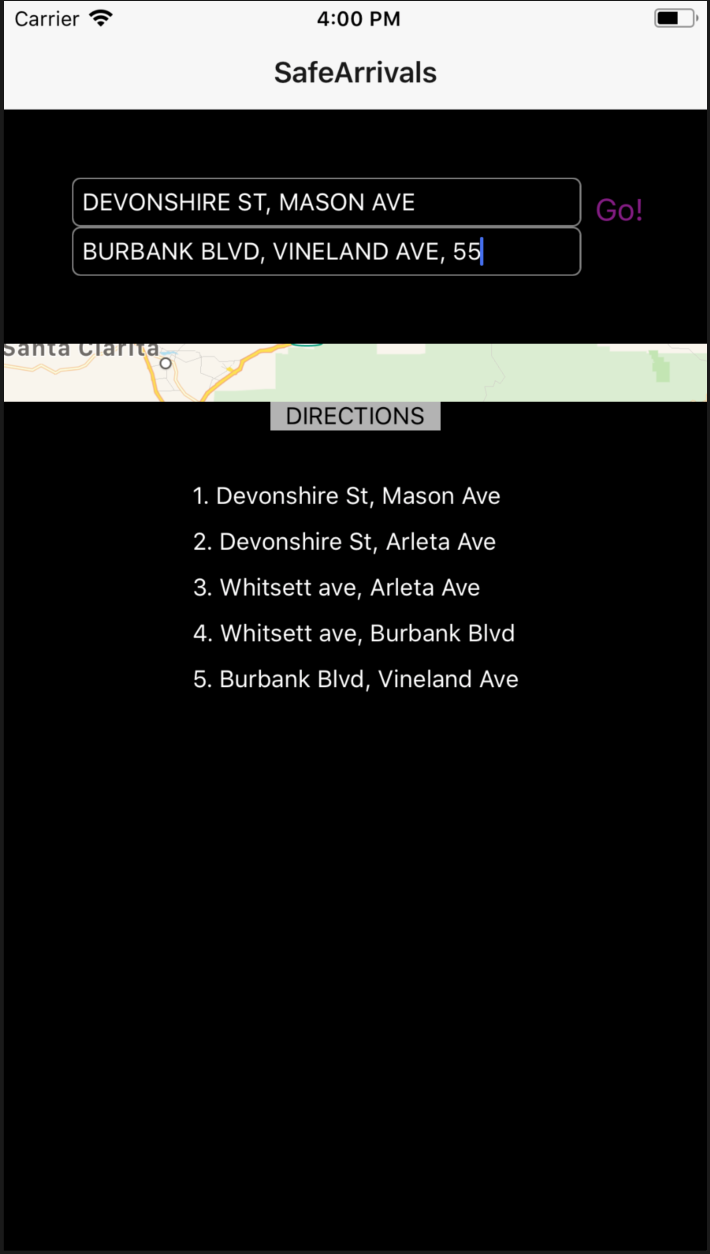 Carrier 4:00 PM
SafeArrivals
DEVONSHIRE ST, MASON AVE
Go!
BURBANK BLVD, VINELAND AVE, 55
Santa Clarita
DIRECTIONS
1. Devonshire St, Mason Ave
2. Devonshire St, Arleta Ave
3. Whitsett ave, Arleta Ave
4. Whitsett ave, Burbank Blvd
5. Burbank Blvd, Vineland Ave